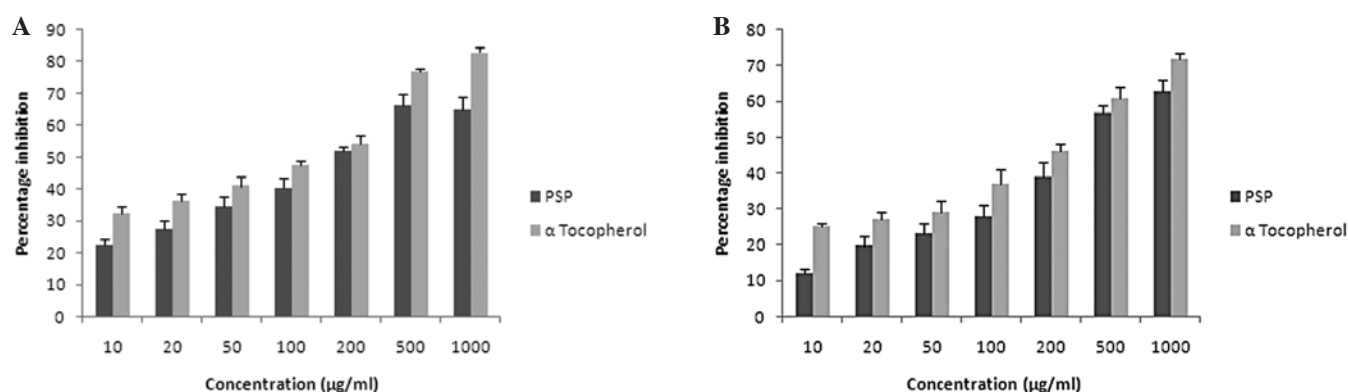 A
Percentage inhibition
90
80
70
60
50
40
30
20
10
0
10 20 50 100 200 500 1000
Concentration (µg/ml)
PSP
α Tocopherol
B
Percentage inhibition
80
70
60
50
40
30
20
10
0
10 20 50 100 200 500 1000
Concentration (µg/ml)
PSP
α Tocopherol